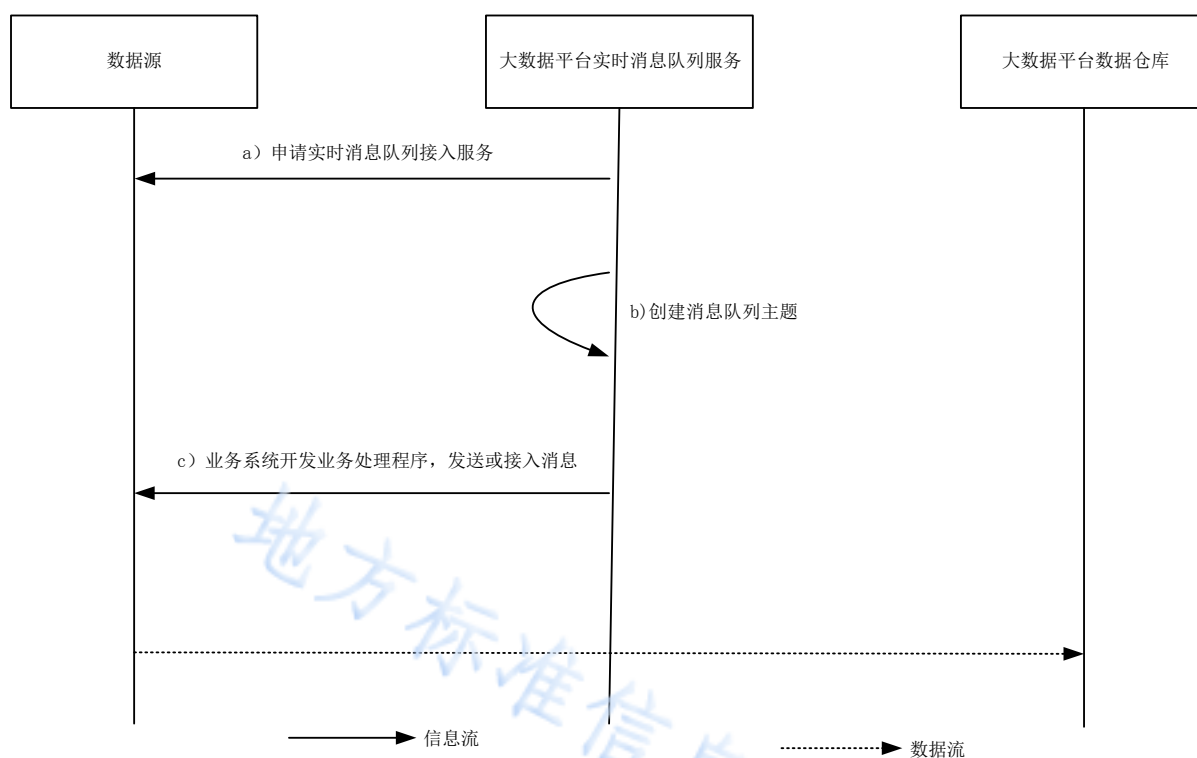 数据源
大数据平台实时消息队列服务
大数据平台数据仓库
a）申请实时消息队列接入服务
b)创建消息队列主题
c）业务系统开发业务处理程序，发送或接入消息
地方标准信息
信息流
数据流